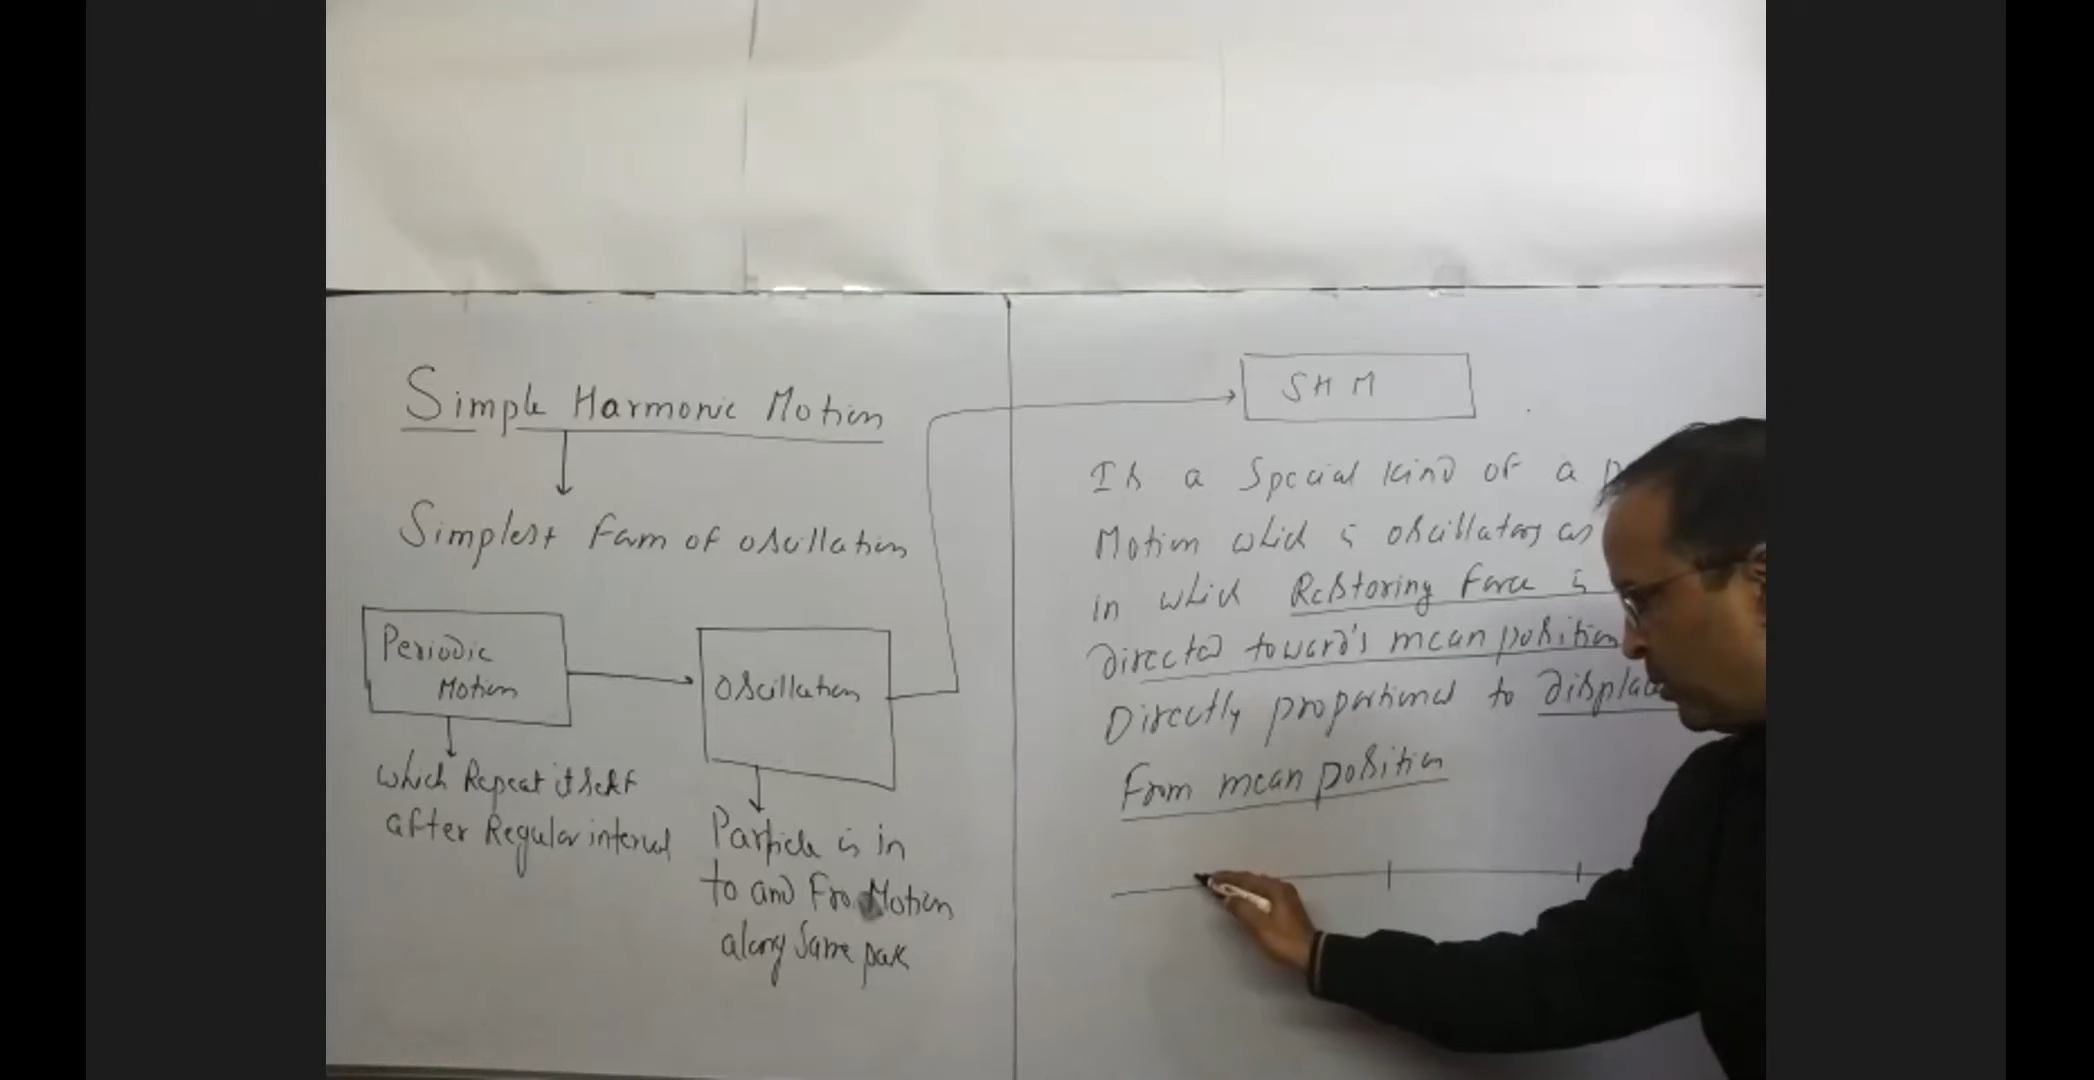 Simple Harmonic Motion
Simplest Form of oscillation
Periodic
Motion
Oscillation
which Repeat itself
after Regular interval
Particle is in
to and Fro Motion
along Same path
SHM
Is a Special kind of a
Motion which is oscillatory as
in which Restoring Force is
directed toward's mean position
Directly proportional to
From mean position